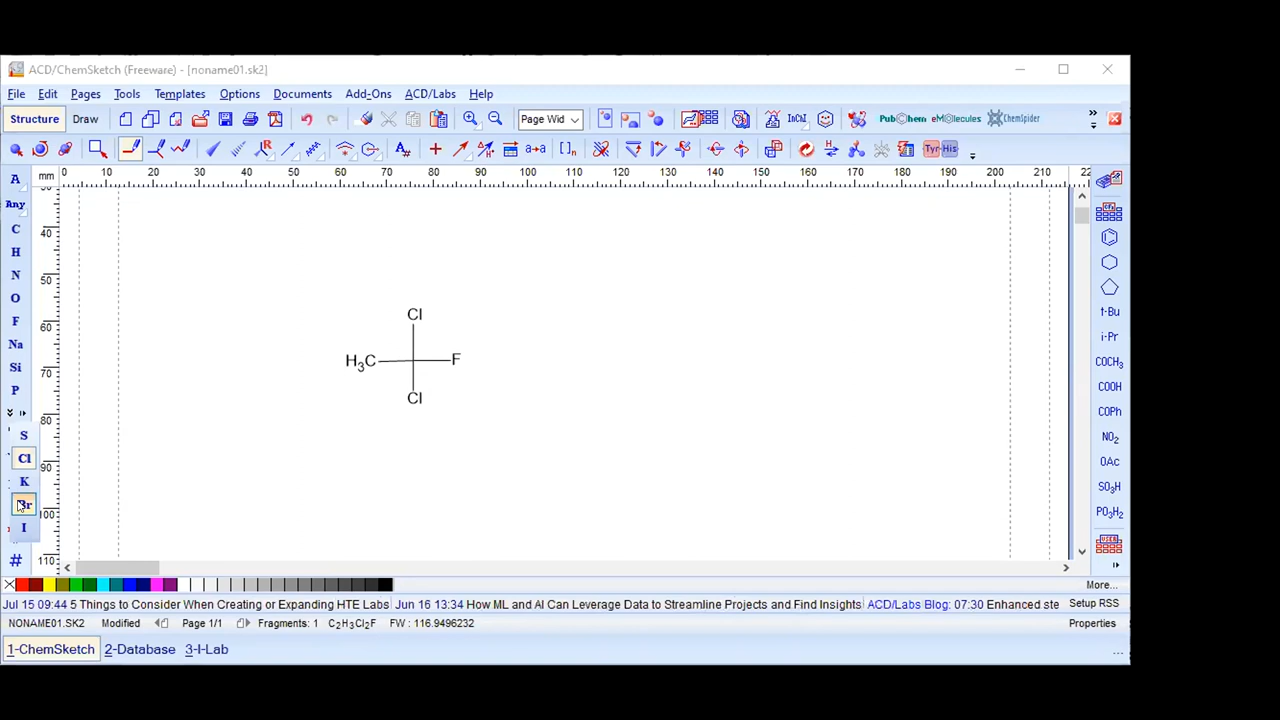 ACD/ChemSketch (Freeware) - [noname01.sk2]
File Edit Pages Tools Templates Options Documents Add-Ons ACD/Labs Help
Structure Draw Page Wid InChI PubChem eMolecules ChemSpider
Tyr His
mm 0 10 20 30 40 50 60 70 80 90 100 110 120 130 140 150 160 170 180 190 200 210 22
A
Any
C
H
N
O
F
Na
Si
P
S
Cl
K
Br
I
#
40
50
60
70
80
90
100
110
Cl
H3C F
Cl
t-Bu
i-Pr
COCH3
COOH
COPh
NO2
OAc
SO3H
PO3H2
USER
More...
Jul 15 09:44 5 Things to Consider When Creating or Expanding HTE Labs Jun 16 13:34 How ML and AI Can Leverage Data to Streamline Projects and Find Insights ACD/Labs Blog: 07:30 Enhanced ste Setup RSS
NONAME01.SK2 Modified Page 1/1 Fragments: 1 C2H3Cl2F FW : 116.9496232 Properties
1-ChemSketch 2-Database 3-I-Lab ...